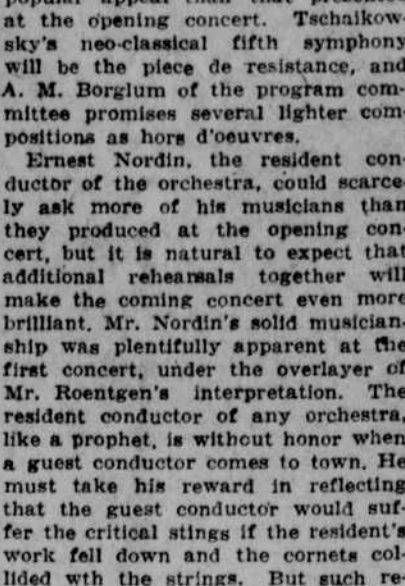 popular appeal than that presented
at the opening concert. Tschaikow-
sky's neo-classical fifth symphony
will be the piece de resistance, and
A. M. Borglum of the program com-
mittee promises several lighter com-
positions as hors d'oeuvres.
Ernest Nordin, the resident con-
ductor of the orchestra, could scarce-
ly ask more of his musicians than
they produced at the opening con-
cert, but it is natural to expect that
additional rehearsals together will
make the coming concert even more
brilliant. Mr. Nordin's solid musician-
ship was plentifully apparent at the
first concert, under the overlayer of
Mr. Roentgen's interpretation. The
resident conductor of any orchestra,
like a prophet, is without honor when
a guest conductor comes to town. He
must take his reward in reflecting
that the guest conductor would suf-
fer the critical stings if the resident's
work fell down and the cornets col-
lided wth the strings. But such re-